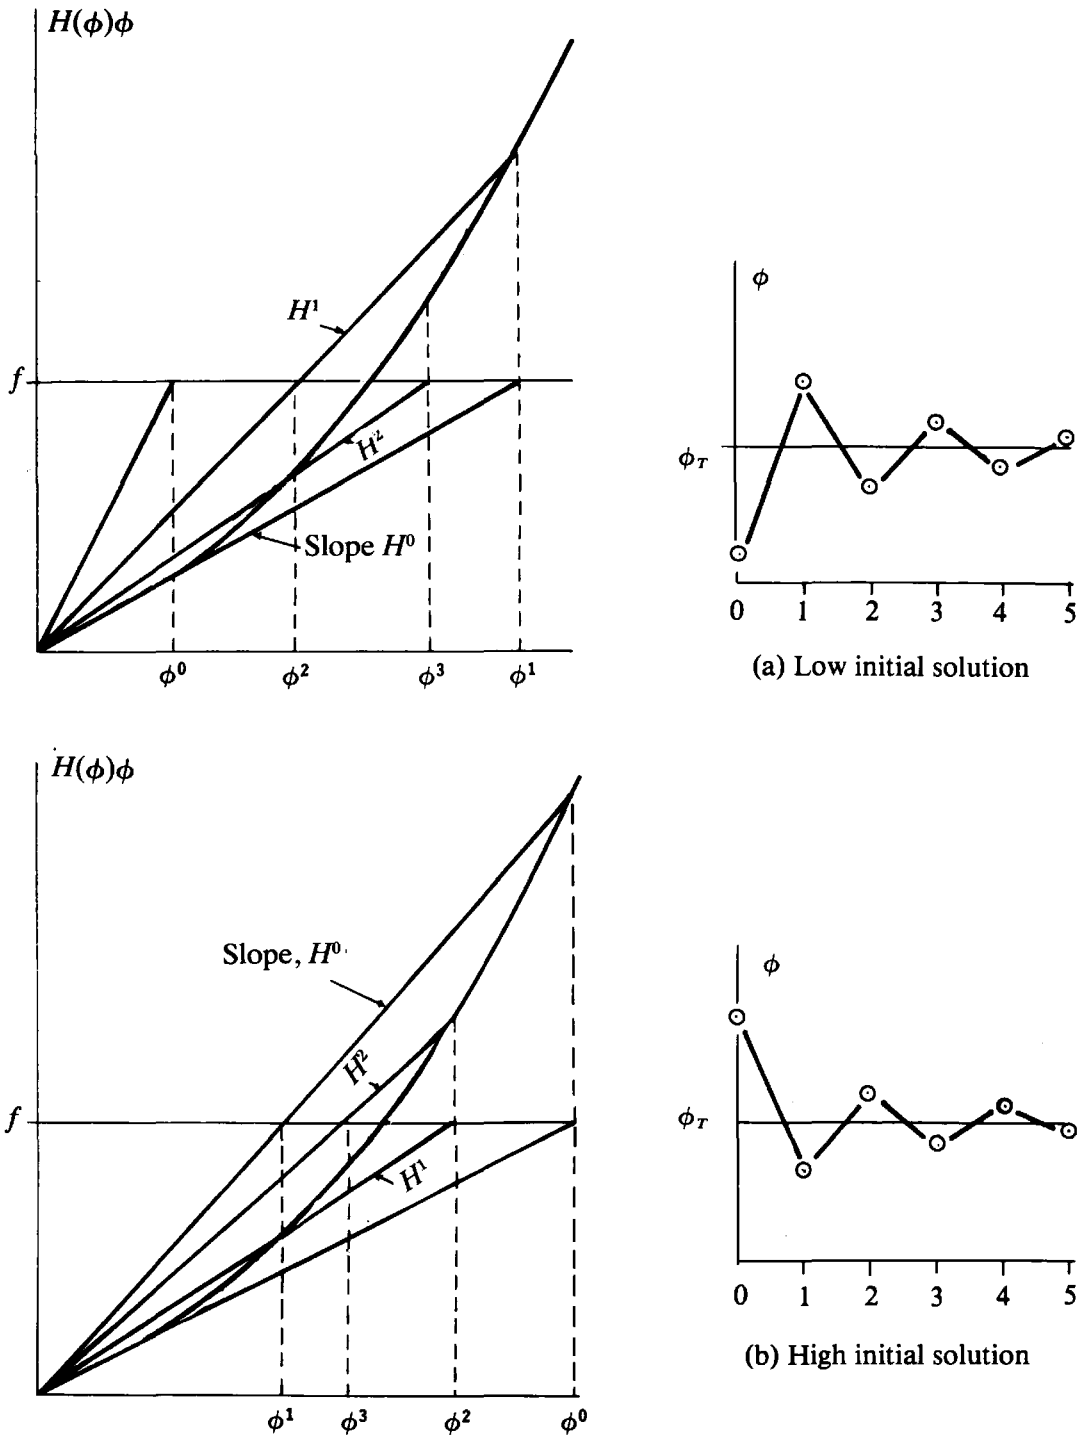 H(ϕ)ϕ
H¹
f
H²
Slope H⁰
ϕ⁰ ϕ² ϕ³ ϕ¹
ϕ
ϕ_T
0 1 2 3 4 5
(a) Low initial solution
H(ϕ)ϕ
Slope, H⁰
H²
f
H¹
ϕ¹ ϕ³ ϕ² ϕ⁰
ϕ
ϕ_T
0 1 2 3 4 5
(b) High initial solution